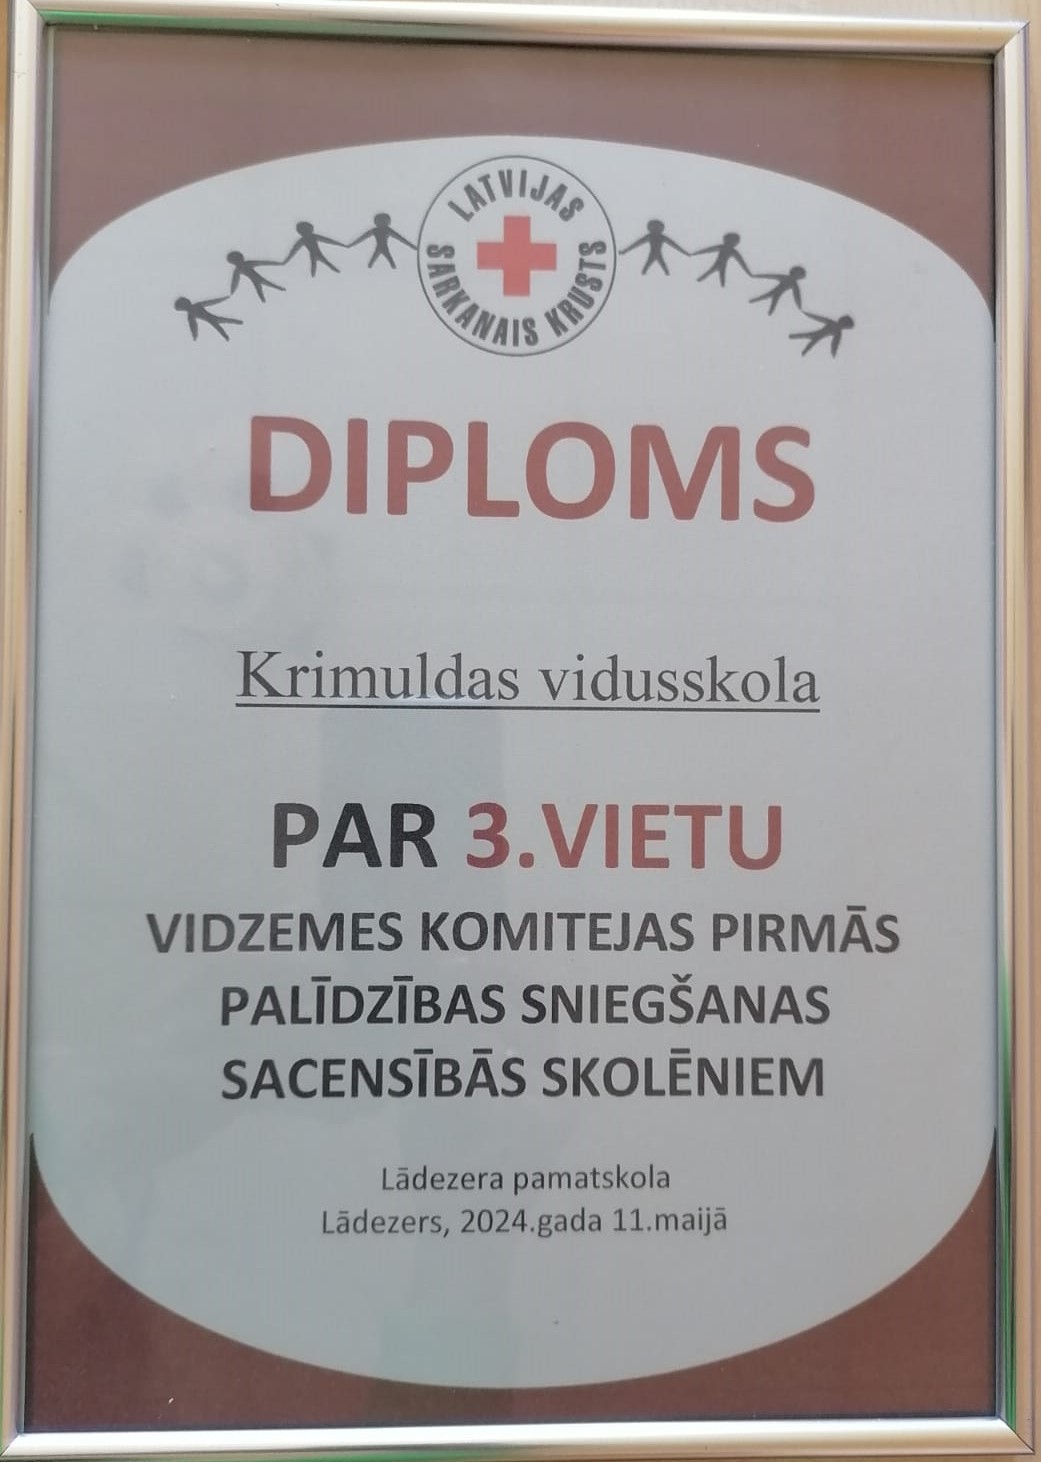 LATVIJAS
SARKANAIS KRUSTS
DIPLOMS
Krimuldas vidusskola
PAR 3.VIETU
VIDZEMES KOMITEJAS PIRMĀS
PALĪDZĪBAS SNIEGŠANAS
SACENSĪBĀS SKOLĒNIEM
Lādezera pamatskola
Lādezers, 2024.gada 11.maijā